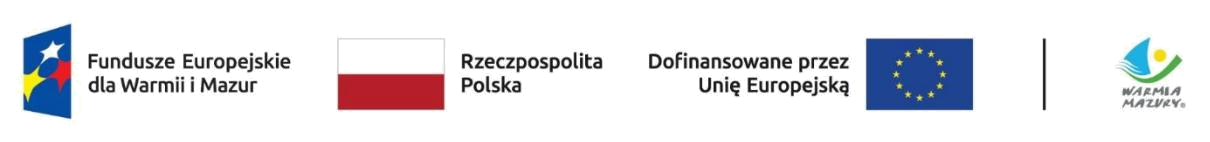 Fundusze Europejskie
dla Warmii i Mazur
Rzeczpospolita
Polska
Dofinansowane przez
Unię Europejską
WARMIA
MAZURY®